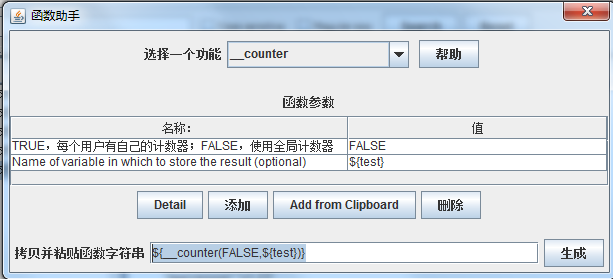 函数助手
选择一个功能 __counter 帮助
函数参数
名称: 值
TRUE，每个用户有自己的计数器；FALSE，使用全局计数器 FALSE
Name of variable in which to store the result (optional) ${test}
Detail 添加 Add from Clipboard 删除
拷贝并粘贴函数字符串 ${__counter(FALSE,${test})} 生成